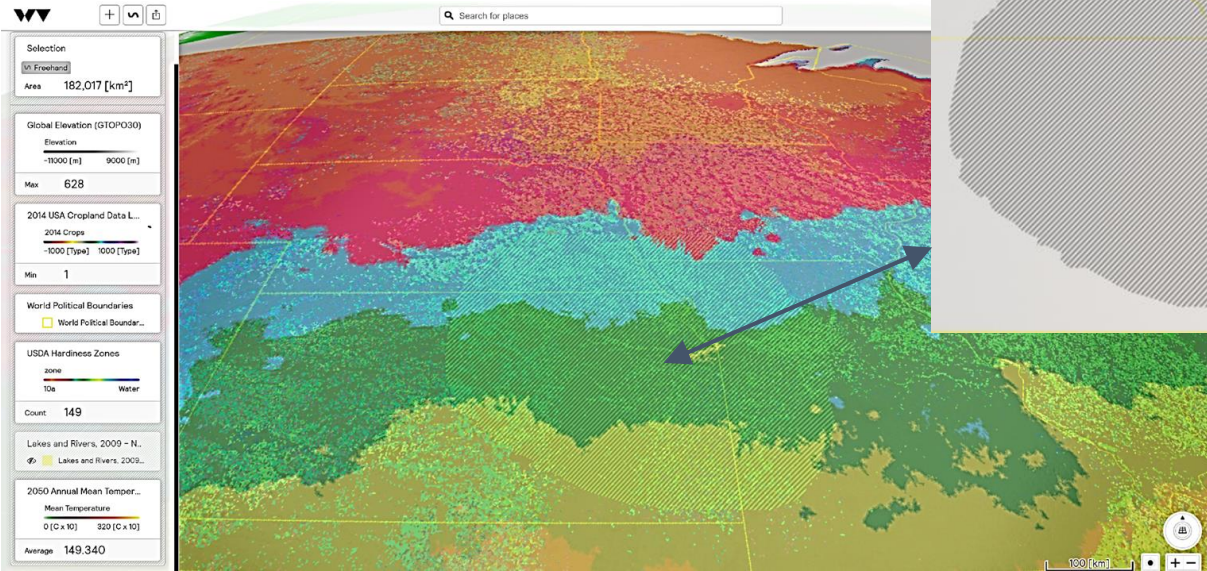 WV
Search for places
Selection
Freehand
Area 182,017 [km²]
Global Elevation (GTOPO30)
Elevation
-11000 [m] 9000 [m]
Max 628
2014 USA Cropland Data L...
2014 Crops
-1000 [Type] 1000 [Type]
Min 1
World Political Boundaries
World Political Boundar...
USDA Hardiness Zones
zone
10a Water
Count 149
Lakes and Rivers, 2009 - N..
Lakes and Rivers, 2009...
2050 Annual Mean Temper...
Mean Temperature
0 [C x 10] 320 [C x 10]
Average 149.340
100 [km]